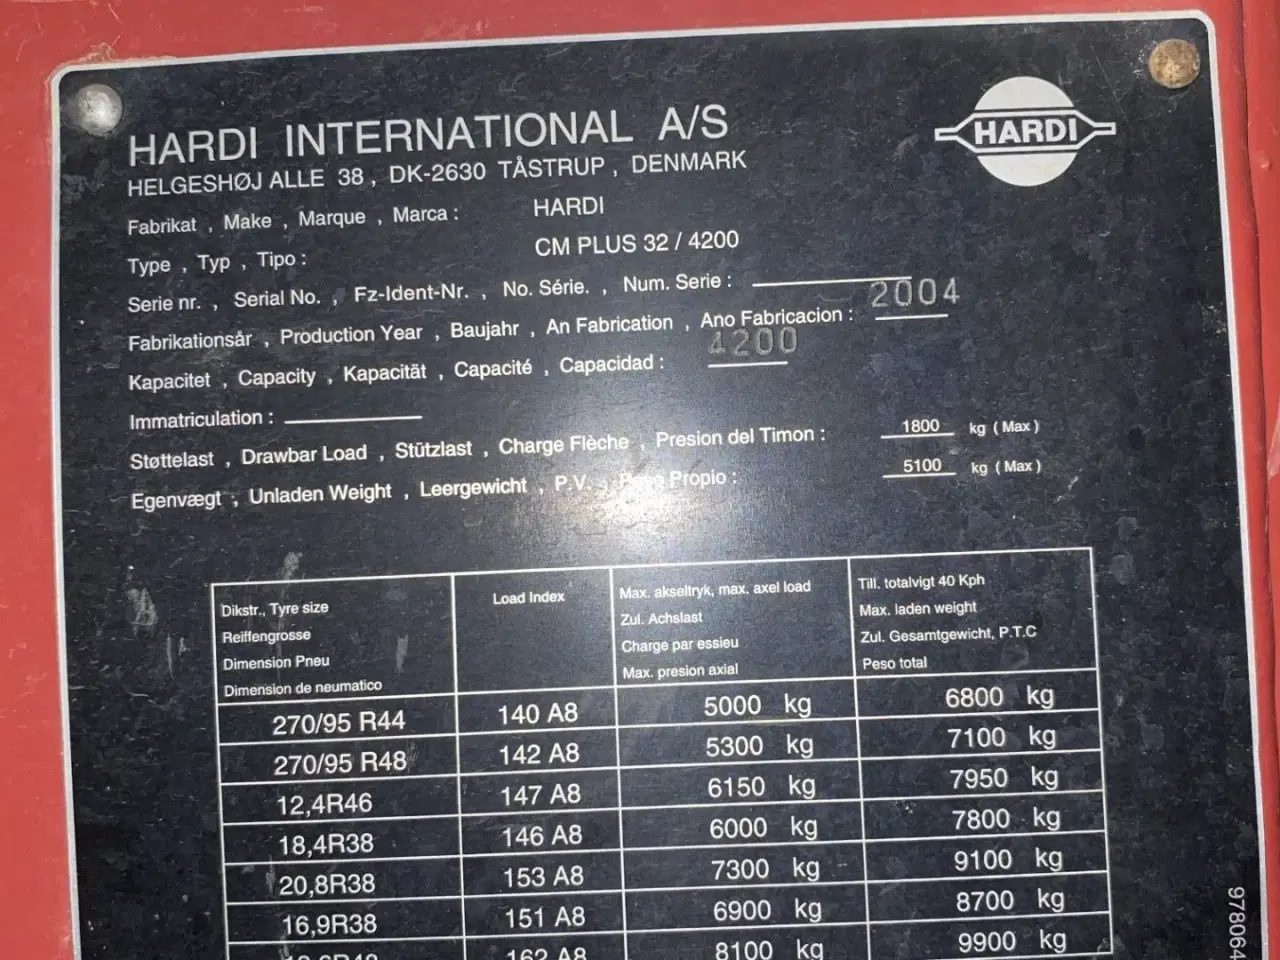 HARDI INTERNATIONAL A/S
HARDI
HELGESHØJ ALLE 38, DK-2630 TÅSTRUP, DENMARK
Fabrikat, Make, Marque, Marca: HARDI
Type, Typ, Tipo: CM PLUS 32 / 4200
Serie nr., Serial No., Fz-Ident-Nr., No. Série., Num. Serie:
Fabrikationsår, Production Year, Baujahr, An Fabrication, Ano Fabricacion: 2004
Kapacitet, Capacity, Kapacität, Capacité, Capacidad: 4200
Immatriculation:
Støttelast, Drawbar Load, Stützlast, Charge Flèche, Presion del Timon: 1800 kg (Max)
Egenvægt, Unladen Weight, Leergewicht, P.V., Propio: 5100 kg (Max)
Dikstr., Tyre size
Reiffengrosse
Dimension Pneu
Dimension de neumatico
Load Index
Max. akseltryk, max. axel load
Zul. Achslast
Charge par essieu
Max. presion axial
Till. totalvigt 40 Kph
Max. laden weight
Zul. Gesamtgewicht, P.T.C
Peso total
270/95 R44 140 A8 5000 kg 6800 kg
270/95 R48 142 A8 5300 kg 7100 kg
12,4R46 147 A8 6150 kg 7950 kg
18,4R38 146 A8 6000 kg 7800 kg
20,8R38 153 A8 7300 kg 9100 kg
16,9R38 151 A8 6900 kg 8700 kg
162 A8 8100 kg 9900 kg
978064